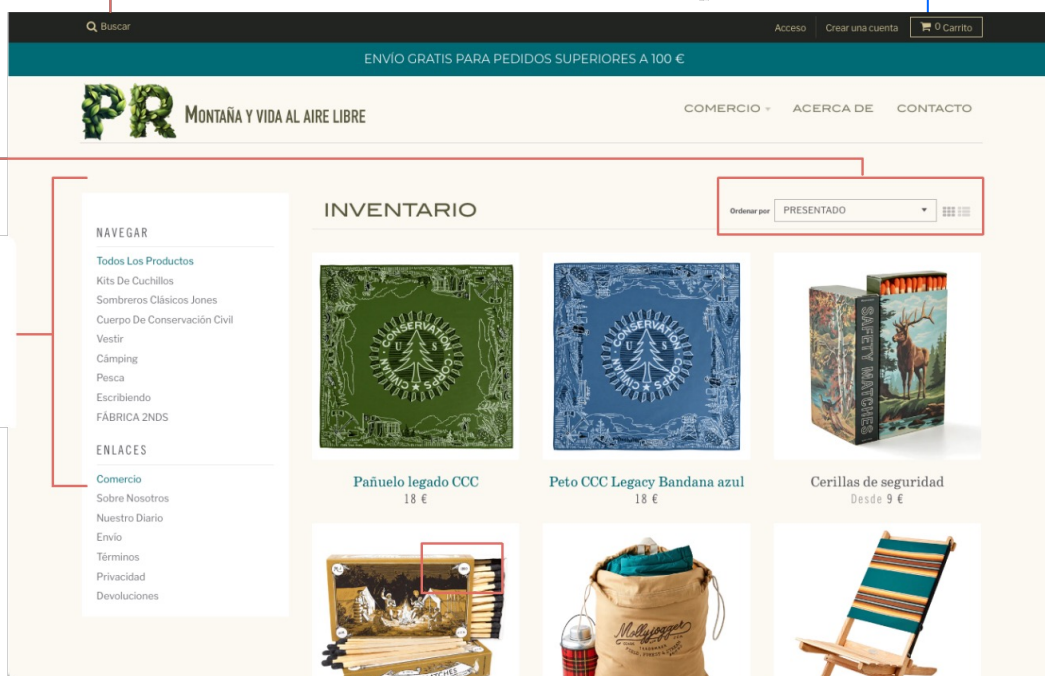 Buscar
Acceso
Crear una cuenta
0 Carrito
ENVÍO GRATIS PARA PEDIDOS SUPERIORES A 100 €
PR MONTAÑA Y VIDA AL AIRE LIBRE
COMERCIO
ACERCA DE
CONTACTO
INVENTARIO
Ordenar por
PRESENTADO
NAVEGAR
Todos Los Productos
Kits De Cuchillos
Sombreros Clásicos Jones
Cuerpo De Conservación Civil
Vestir
Cámping
Pesca
Escribiendo
FÁBRICA 2NDS
ENLACES
Comercio
Sobre Nosotros
Nuestro Diario
Envío
Términos
Privacidad
Devoluciones
CIVILIAN CONSERVATION CORPS
U S
Pañuelo legado CCC
18 €
CIVILIAN CONSERVATION CORPS
U S
Peto CCC Legacy Bandana azul
18 €
SAFETY MATCHES
Cerillas de seguridad
Desde 9 €
MATCHES
Mollyjogger